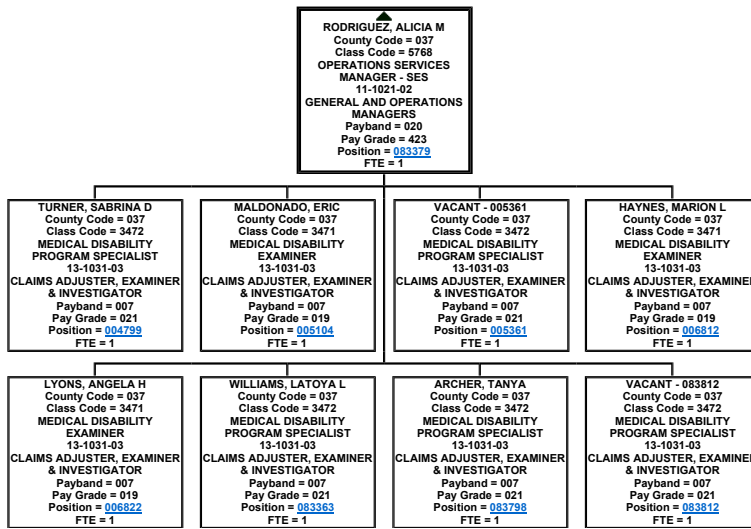 RODRIGUEZ, ALICIA M
County Code = 037
Class Code = 5768
OPERATIONS SERVICES
MANAGER - SES
11-1021-02
GENERAL AND OPERATIONS
MANAGERS
Payband = 020
Pay Grade = 423
Position = 083379
FTE = 1
TURNER, SABRINA D
County Code = 037
Class Code = 3472
MEDICAL DISABILITY
PROGRAM SPECIALIST
13-1031-03
CLAIMS ADJUSTER, EXAMINER
& INVESTIGATOR
Payband = 007
Pay Grade = 021
Position = 004799
FTE = 1
MALDONADO, ERIC
County Code = 037
Class Code = 3471
MEDICAL DISABILITY
EXAMINER
13-1031-03
CLAIMS ADJUSTER, EXAMINER
& INVESTIGATOR
Payband = 007
Pay Grade = 019
Position = 005104
FTE = 1
VACANT - 005361
County Code = 037
Class Code = 3472
MEDICAL DISABILITY
PROGRAM SPECIALIST
13-1031-03
CLAIMS ADJUSTER, EXAMINER
& INVESTIGATOR
Payband = 007
Pay Grade = 021
Position = 005361
FTE = 1
HAYNES, MARION L
County Code = 037
Class Code = 3471
MEDICAL DISABILITY
EXAMINER
13-1031-03
CLAIMS ADJUSTER, EXAMINER
& INVESTIGATOR
Payband = 007
Pay Grade = 019
Position = 006812
FTE = 1
LYONS, ANGELA H
County Code = 037
Class Code = 3471
MEDICAL DISABILITY
EXAMINER
13-1031-03
CLAIMS ADJUSTER, EXAMINER
& INVESTIGATOR
Payband = 007
Pay Grade = 019
Position = 006822
FTE = 1
WILLIAMS, LATOYA L
County Code = 037
Class Code = 3472
MEDICAL DISABILITY
PROGRAM SPECIALIST
13-1031-03
CLAIMS ADJUSTER, EXAMINER
& INVESTIGATOR
Payband = 007
Pay Grade = 021
Position = 083363
FTE = 1
ARCHER, TANYA
County Code = 037
Class Code = 3472
MEDICAL DISABILITY
PROGRAM SPECIALIST
13-1031-03
CLAIMS ADJUSTER, EXAMINER
& INVESTIGATOR
Payband = 007
Pay Grade = 021
Position = 083798
FTE = 1
VACANT - 083812
County Code = 037
Class Code = 3472
MEDICAL DISABILITY
PROGRAM SPECIALIST
13-1031-03
CLAIMS ADJUSTER, EXAMINER
& INVESTIGATOR
Payband = 007
Pay Grade = 021
Position = 083812
FTE = 1